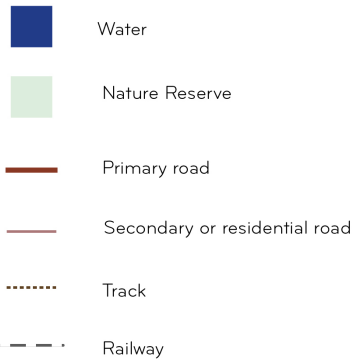 Water
Nature Reserve
Primary road
Secondary or residential road
Track
Railway